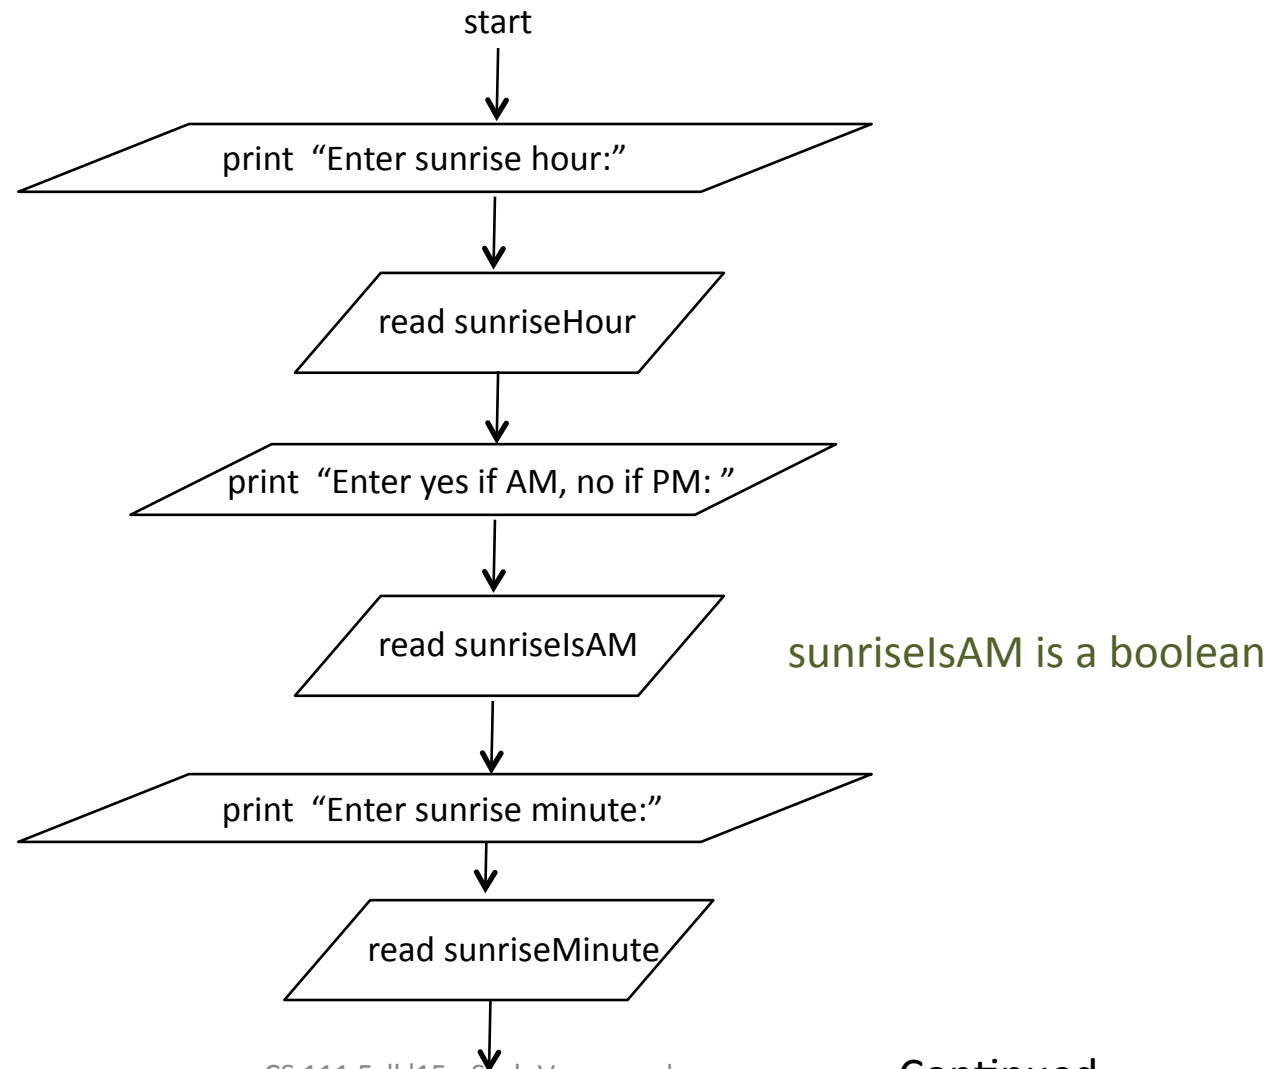 start
print “Enter sunrise hour:”
read sunriseHour
print “Enter yes if AM, no if PM: ”
read sunriseIsAM
sunriseIsAM is a boolean
print “Enter sunrise minute:”
read sunriseMinute
Continued